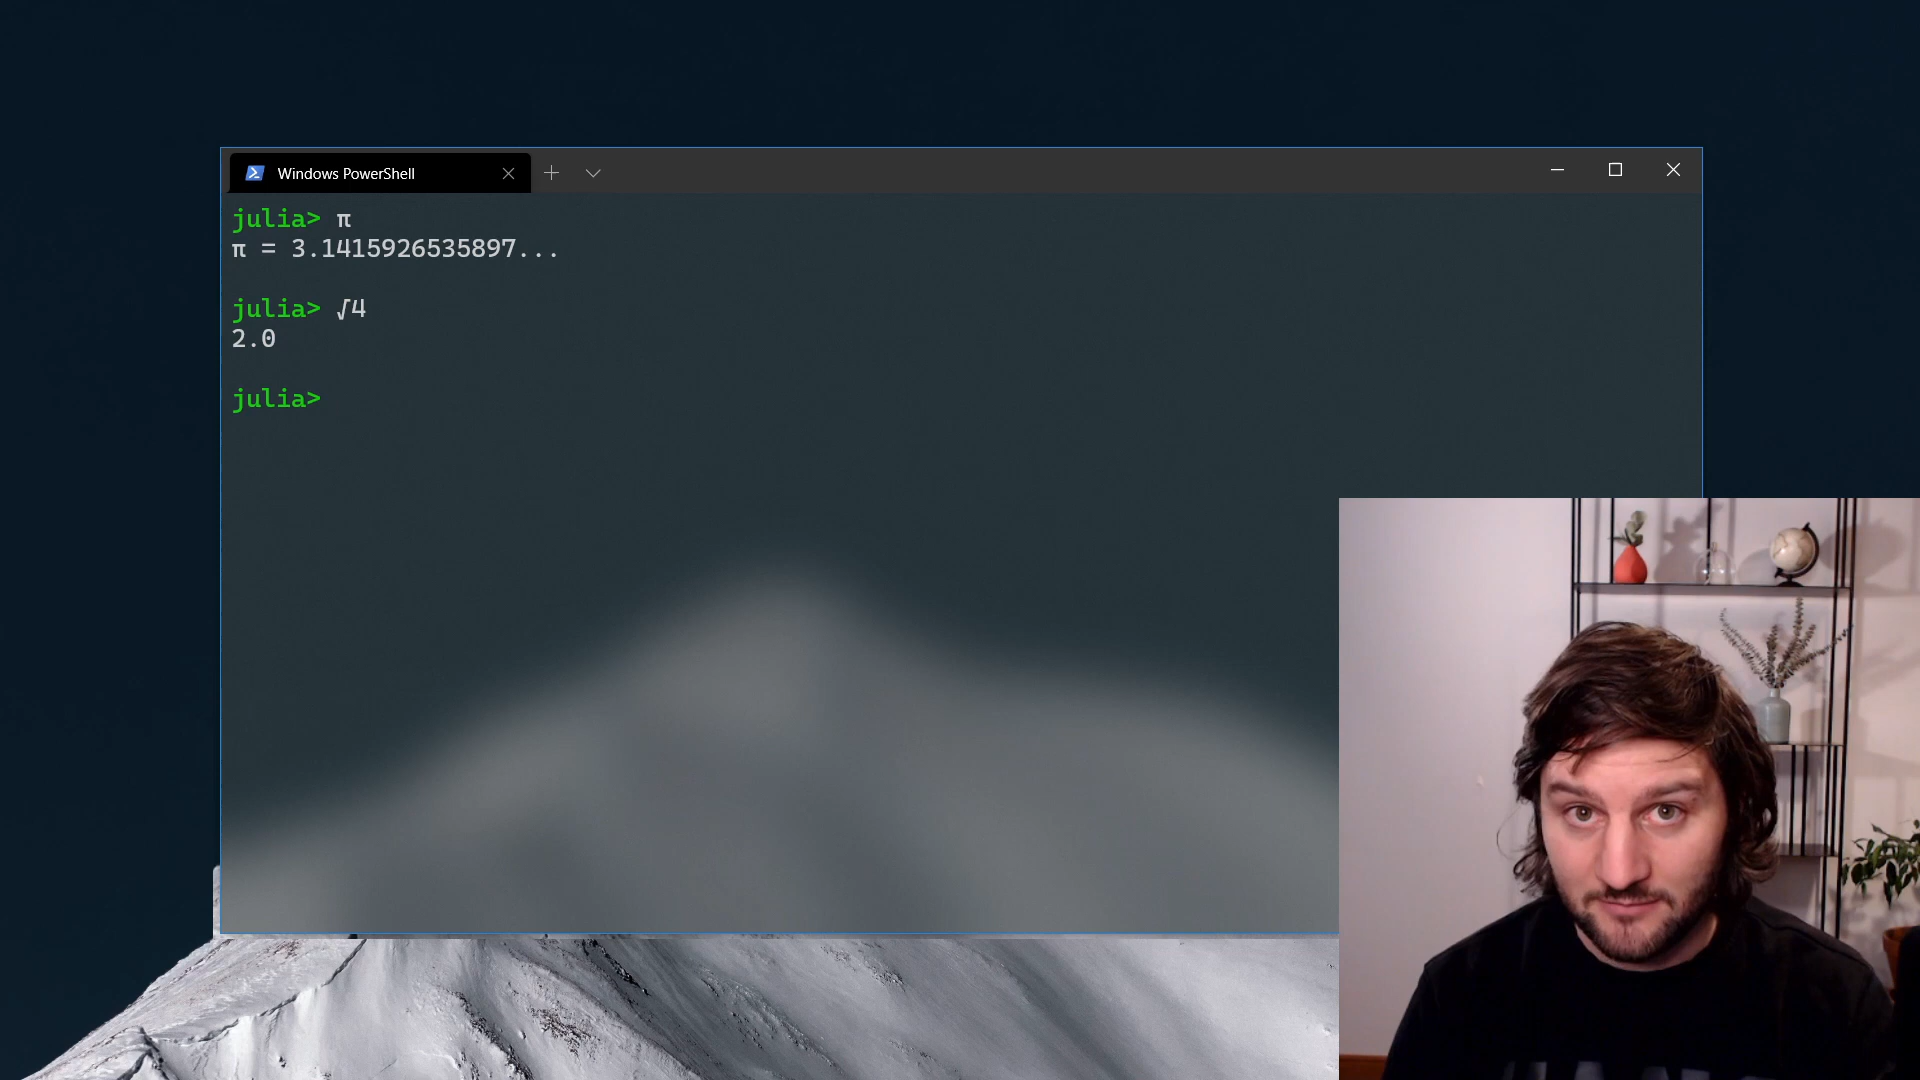 Windows PowerShell
julia> π
π = 3.1415926535897...
julia> √4
2.0
julia>